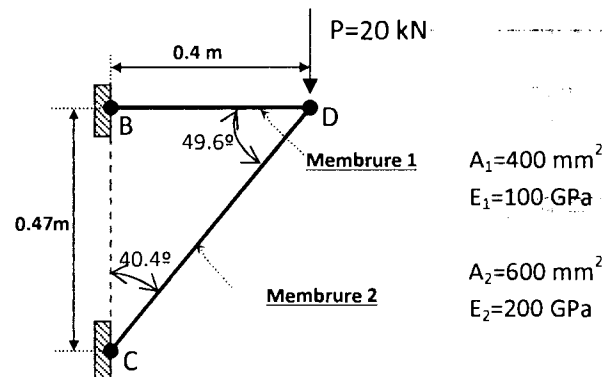 P=20 kN
0.4 m
B
D
49.6º
Membrure 1
A₁=400 mm²
E₁=100 GPa
0.47m
40.4º
A₂=600 mm²
Membrure 2
E₂=200 GPa
C